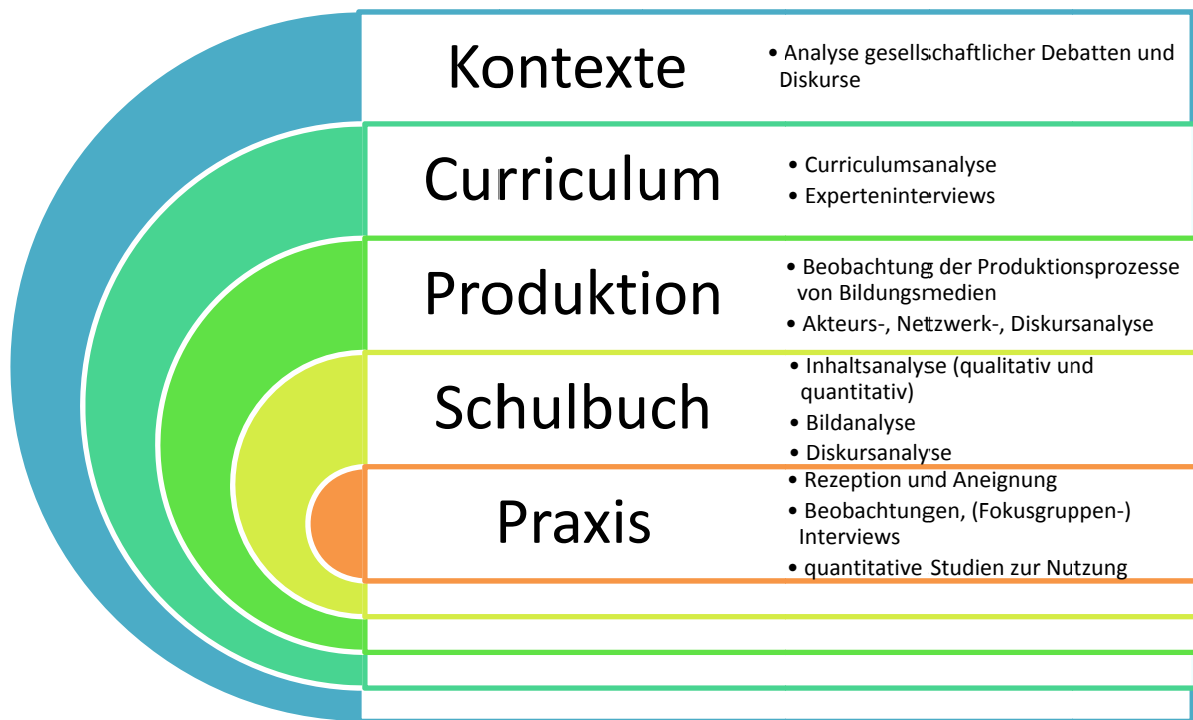 Kontexte
• Analyse gesellschaftlicher Debatten und
Diskurse
Curriculum
• Curriculumsanalyse
• Experteninterviews
Produktion
• Beobachtung der Produktionsprozesse
von Bildungsmedien
• Akteurs-, Netzwerk-, Diskursanalyse
Schulbuch
• Inhaltsanalyse (qualitativ und
quantitativ)
• Bildanalyse
• Diskursanalyse
Praxis
• Rezeption und Aneignung
• Beobachtungen, (Fokusgruppen-)
Interviews
• quantitative Studien zur Nutzung